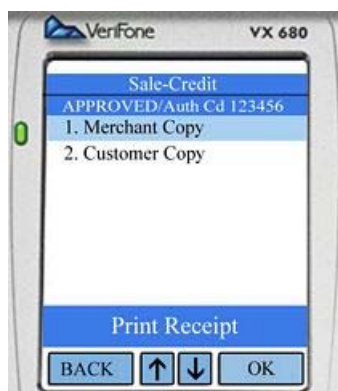 VeriFone VX 680
Sale-Credit
APPROVED/Auth Cd 123456
1. Merchant Copy
2. Customer Copy
Print Receipt
BACK ↑ ↓ OK